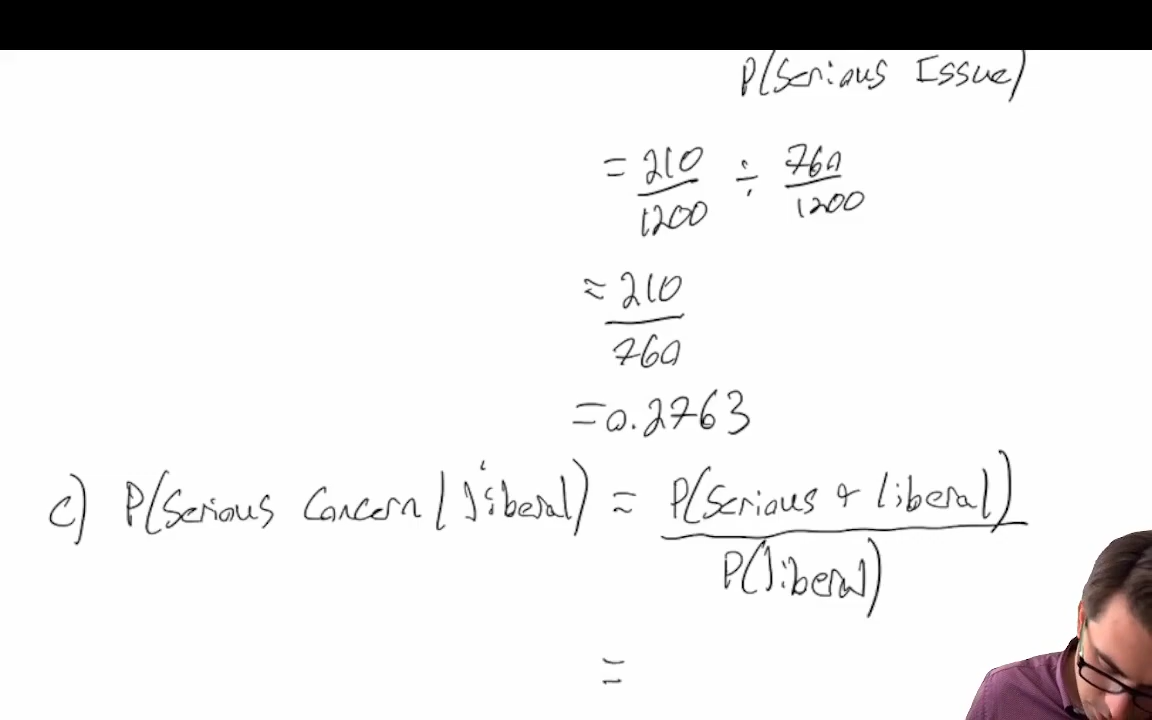 P(Serious Issue)
= 210/1200 ÷ 760/1200
≈ 210/760
= 0.2763
c) P(Serious Concern | liberal) = P(Serious + liberal)/P(liberal)
=